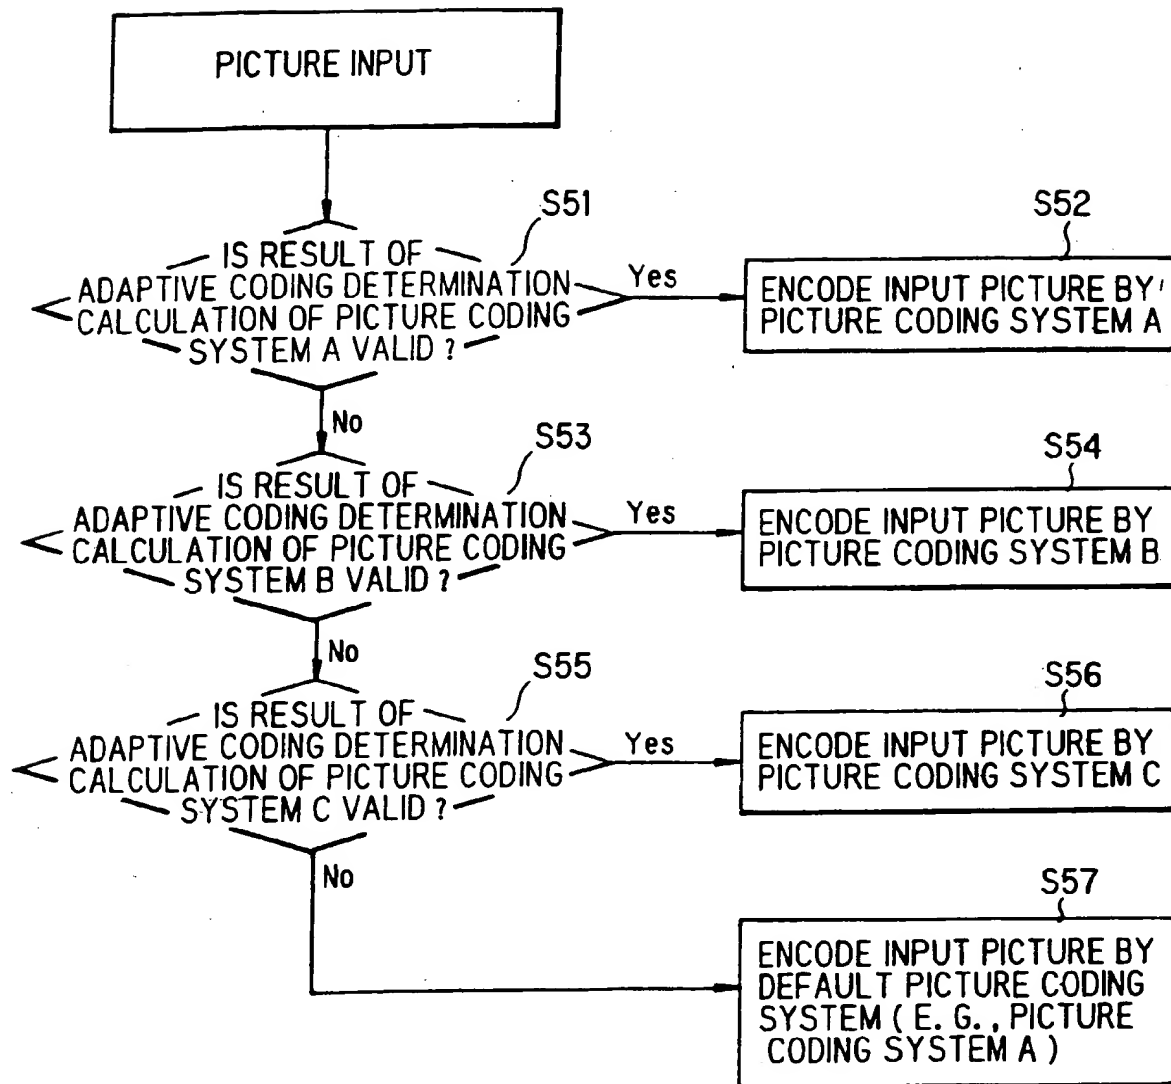 PICTURE INPUT
S51
IS RESULT OF
ADAPTIVE CODING DETERMINATION
CALCULATION OF PICTURE CODING
SYSTEM A VALID ?
Yes
S52
ENCODE INPUT PICTURE BY
PICTURE CODING SYSTEM A
No
S53
IS RESULT OF
ADAPTIVE CODING DETERMINATION
CALCULATION OF PICTURE CODING
SYSTEM B VALID ?
Yes
S54
ENCODE INPUT PICTURE BY
PICTURE CODING SYSTEM B
No
S55
IS RESULT OF
ADAPTIVE CODING DETERMINATION
CALCULATION OF PICTURE CODING
SYSTEM C VALID ?
Yes
S56
ENCODE INPUT PICTURE BY
PICTURE CODING SYSTEM C
No
S57
ENCODE INPUT PICTURE BY
DEFAULT PICTURE CODING
SYSTEM ( E. G., PICTURE
CODING SYSTEM A )